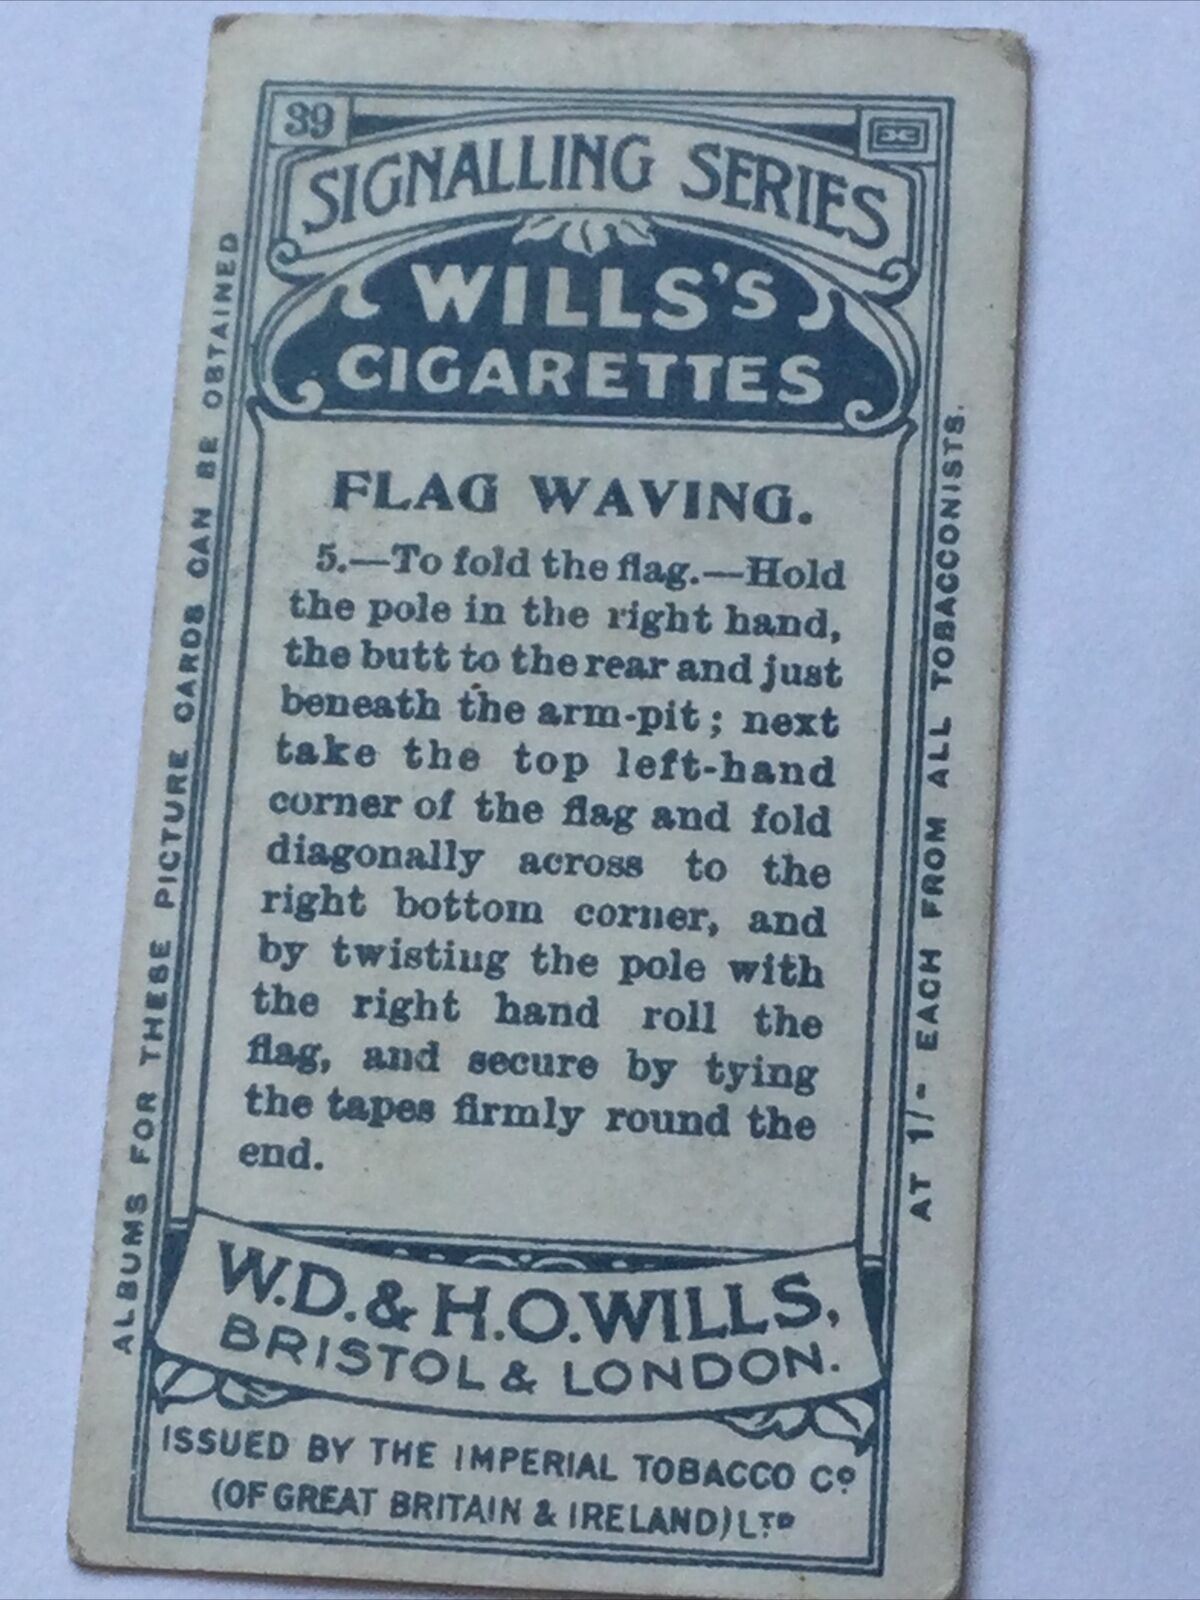 39
SIGNALLING SERIES
WILLS'S
CIGARETTES
FLAG WAVING.
5.—To fold the flag.—Hold
the pole in the right hand,
the butt to the rear and just
beneath the arm-pit; next
take the top left-hand
corner of the flag and fold
diagonally across to the
right bottom corner, and
by twisting the pole with
the right hand roll the
flag, and secure by tying
the tapes firmly round the
end.
W.D. & H.O. WILLS,
BRISTOL & LONDON.
ISSUED BY THE IMPERIAL TOBACCO Cº
(OF GREAT BRITAIN & IRELAND) LTD
ALBUMS FOR THESE PICTURE CARDS CAN BE OBTAINED
AT 1/- EACH FROM ALL TOBACCONISTS.